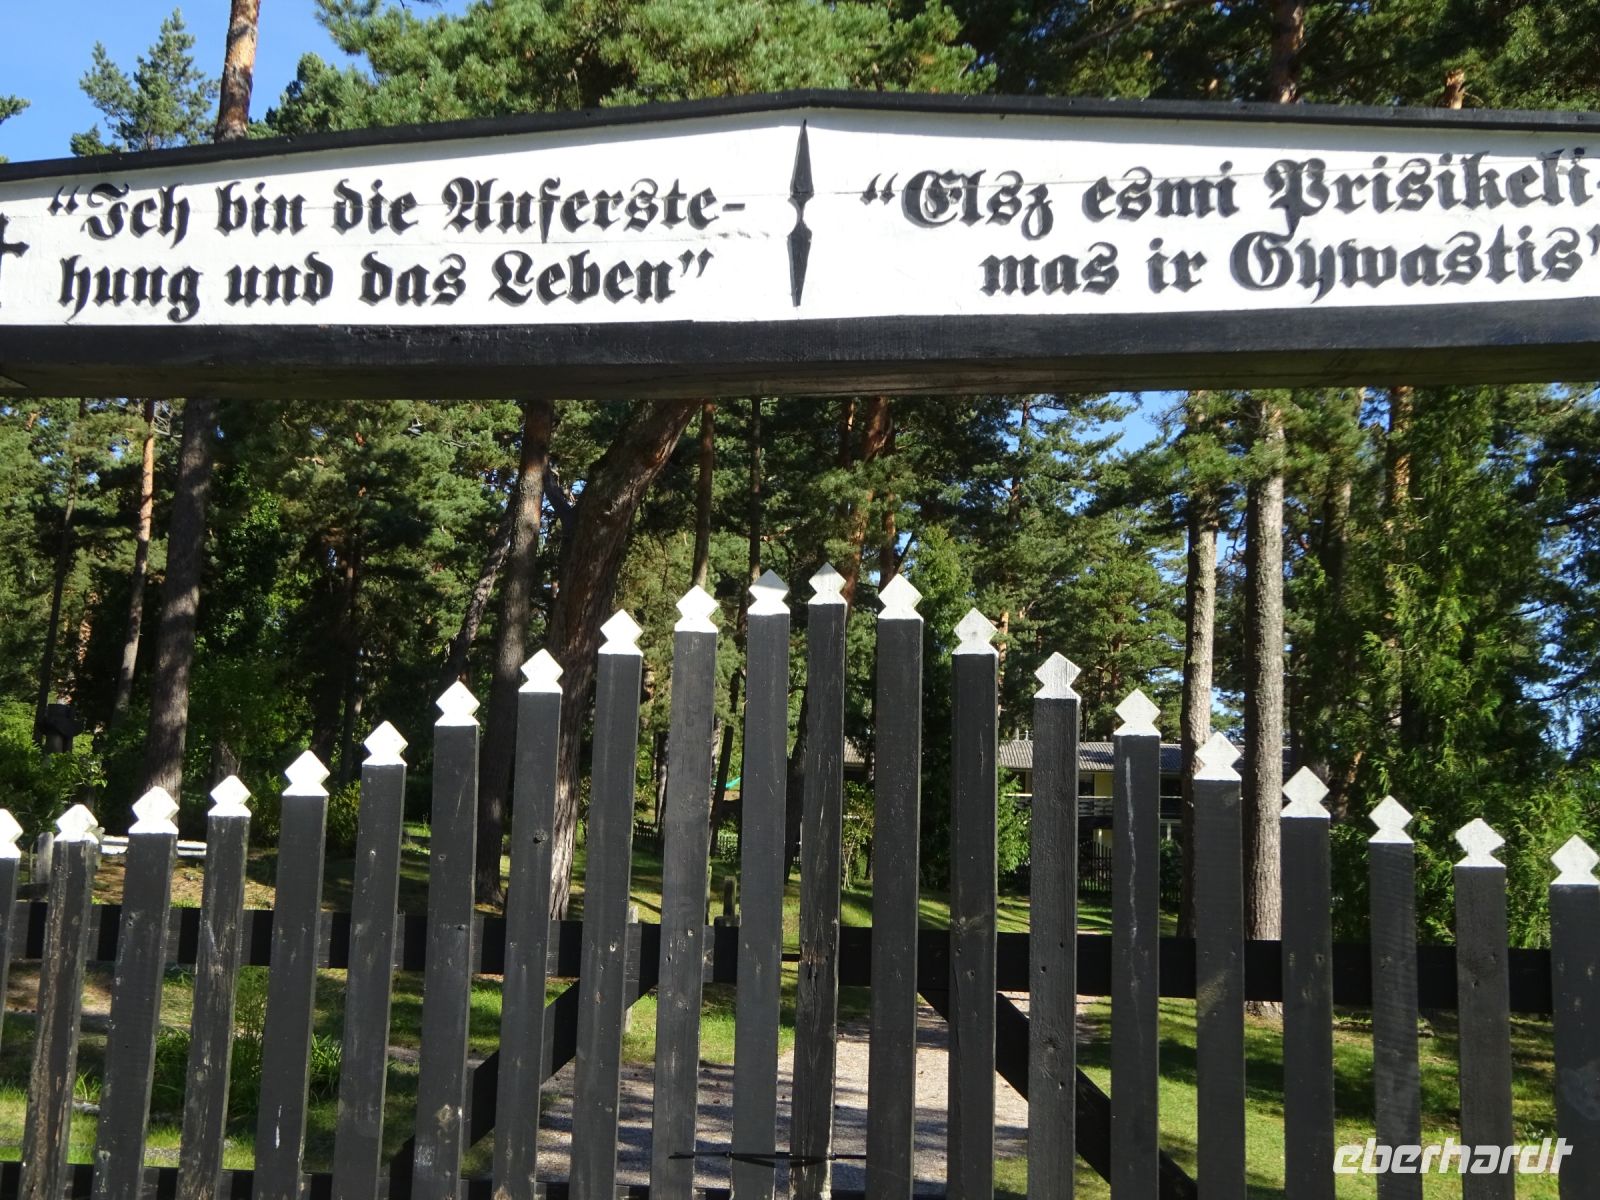 “Ich bin die Auferste-
hung und das Leben”
“Elsz esmi Prisikeli-
mas ir Gywastis”
eberhardt